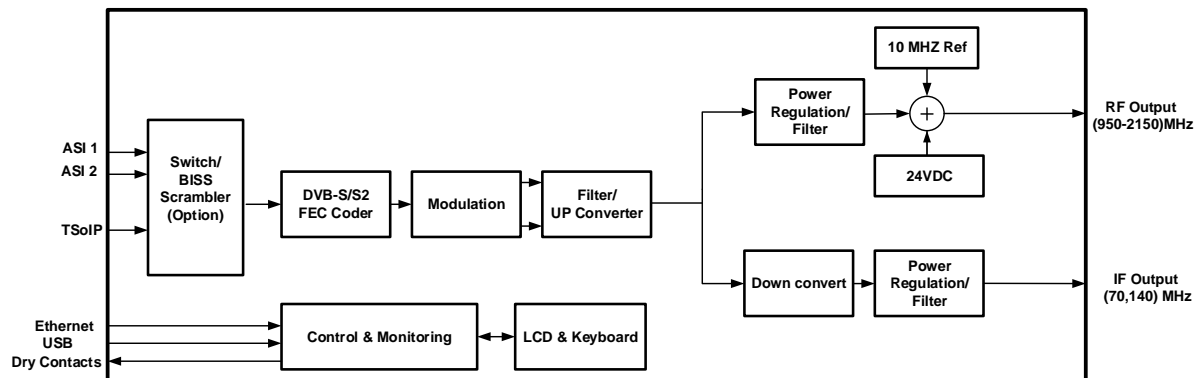 10 MHZ Ref
Power
Regulation/
Filter
RF Output
(950-2150)MHz
24VDC
ASI 1
ASI 2
TSoIP
Switch/
BISS
Scrambler
(Option)
DVB-S/S2
FEC Coder
Modulation
Filter/
UP Converter
Down convert
Power
Regulation/
Filter
IF Output
(70,140) MHz
Ethernet
USB
Dry Contacts
Control & Monitoring
LCD & Keyboard